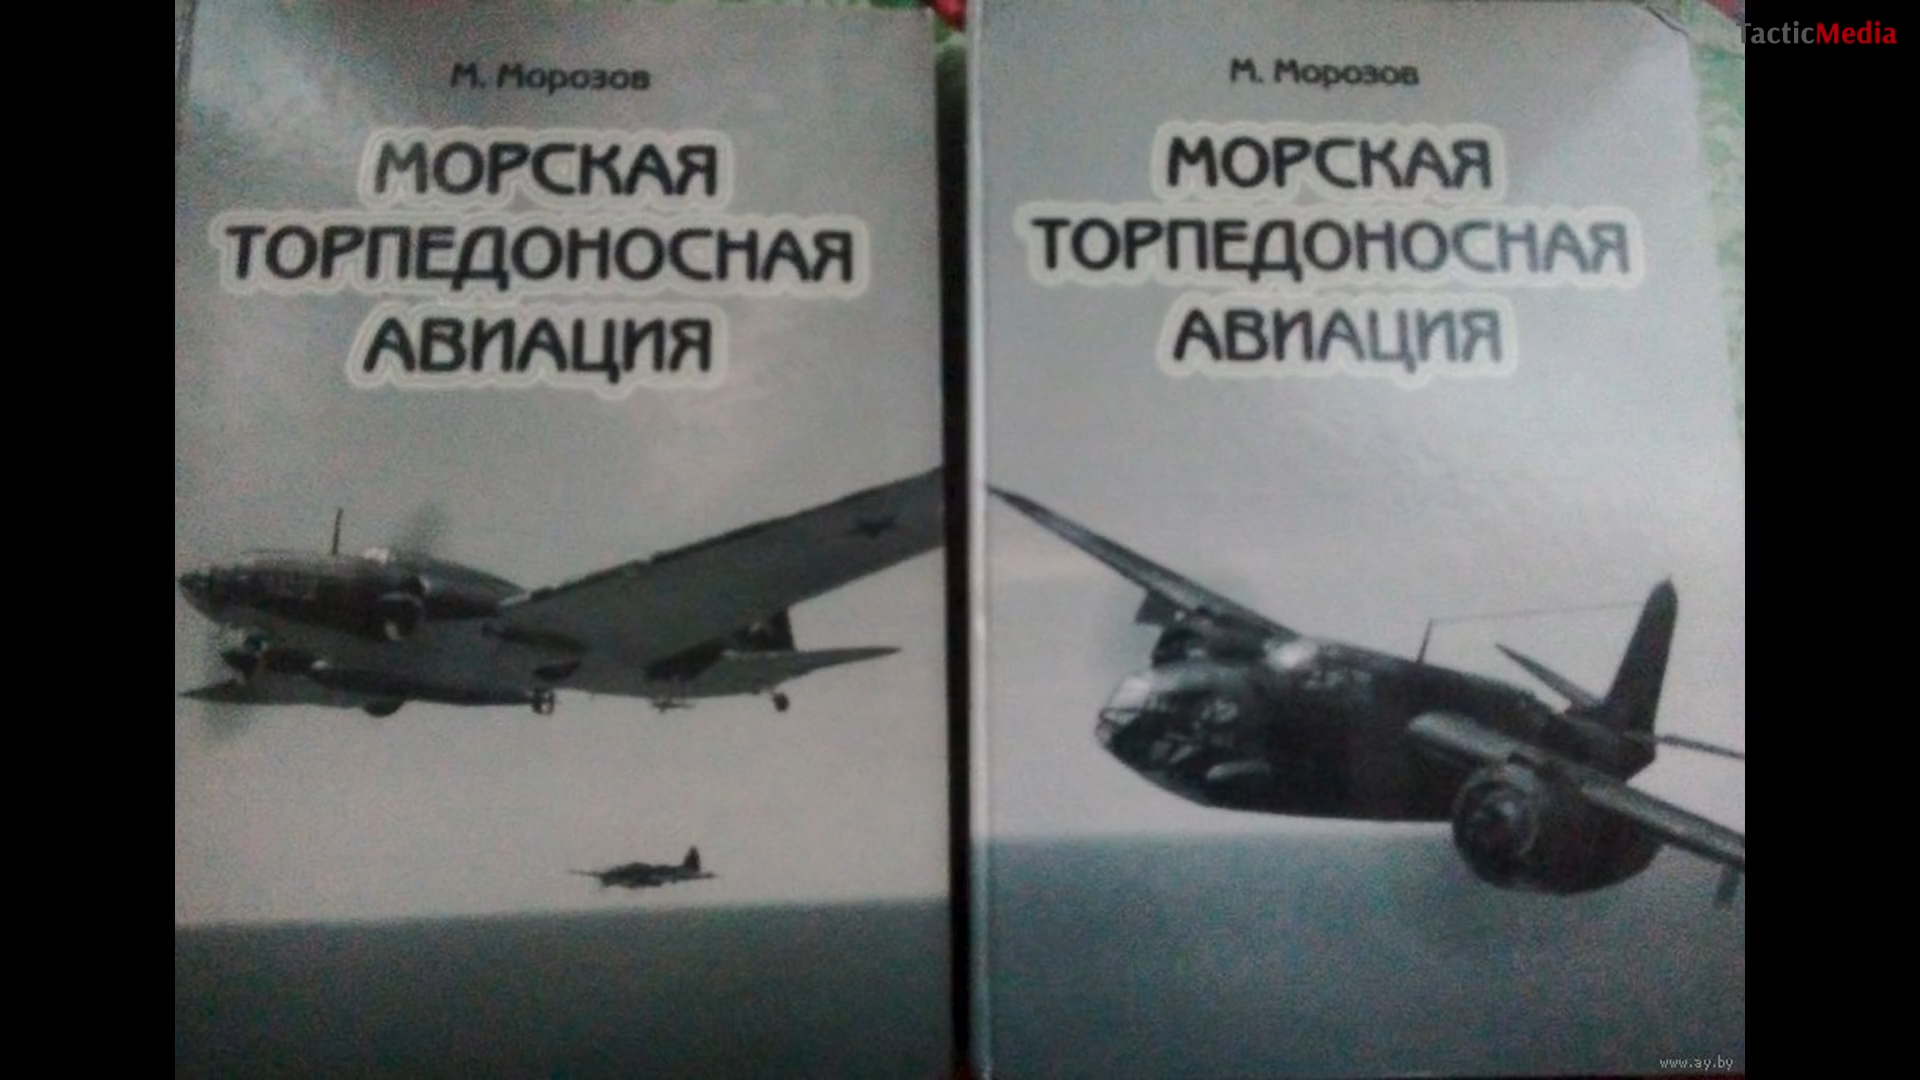 TacticMedia
М. Морозов
МОРСКАЯ
ТОРПЕДОНОСНАЯ
АВИАЦИЯ
М. Морозов
МОРСКАЯ
ТОРПЕДОНОСНАЯ
АВИАЦИЯ
www.ay.by